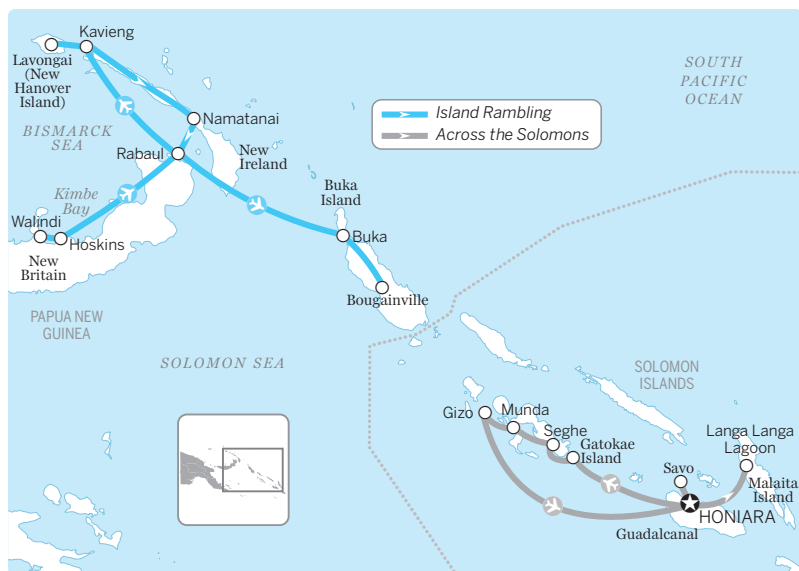 Kavieng
Lavongai
(New
Hanover
Island)
SOUTH
PACIFIC
OCEAN
Island Rambling
Across the Solomons
Namatanai
BISMARCK
SEA
Rabaul
New
Ireland
Kimbe
Bay
Buka
Island
Walindi
Hoskins
Buka
New
Britain
Bougainville
PAPUA NEW
GUINEA
SOLOMON SEA
SOLOMON
ISLANDS
Gizo
Munda
Seghe
Gatokae
Island
Langa Langa
Lagoon
Savo
Malaita
Island
HONIARA
Guadalcanal